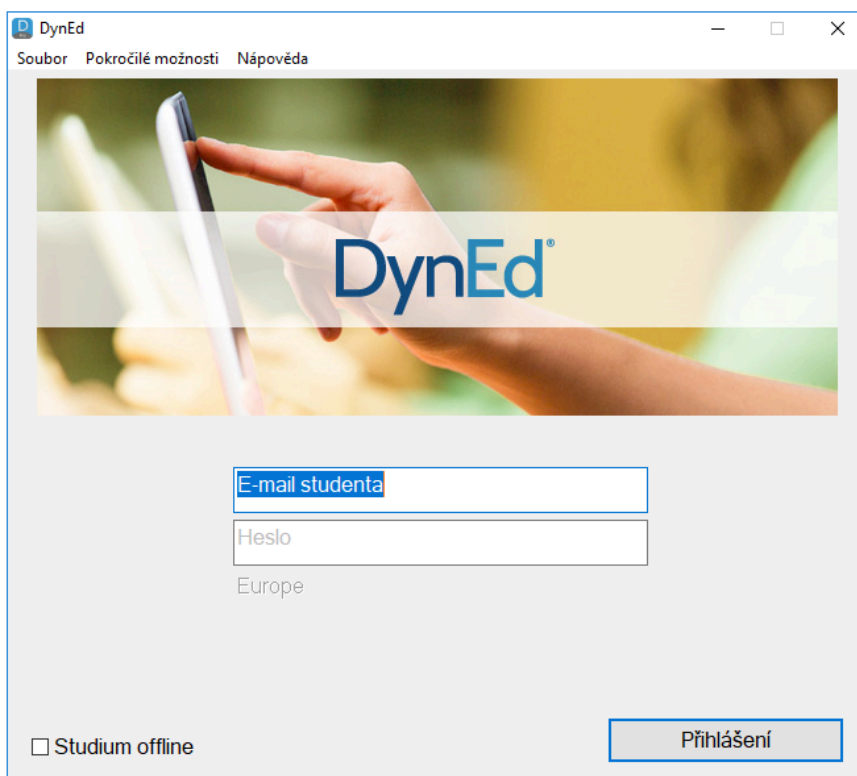 DynEd
Soubor Pokročilé možnosti Nápověda
DynEd®
E-mail studenta
Heslo
Europe
Studium offline
Přihlášení